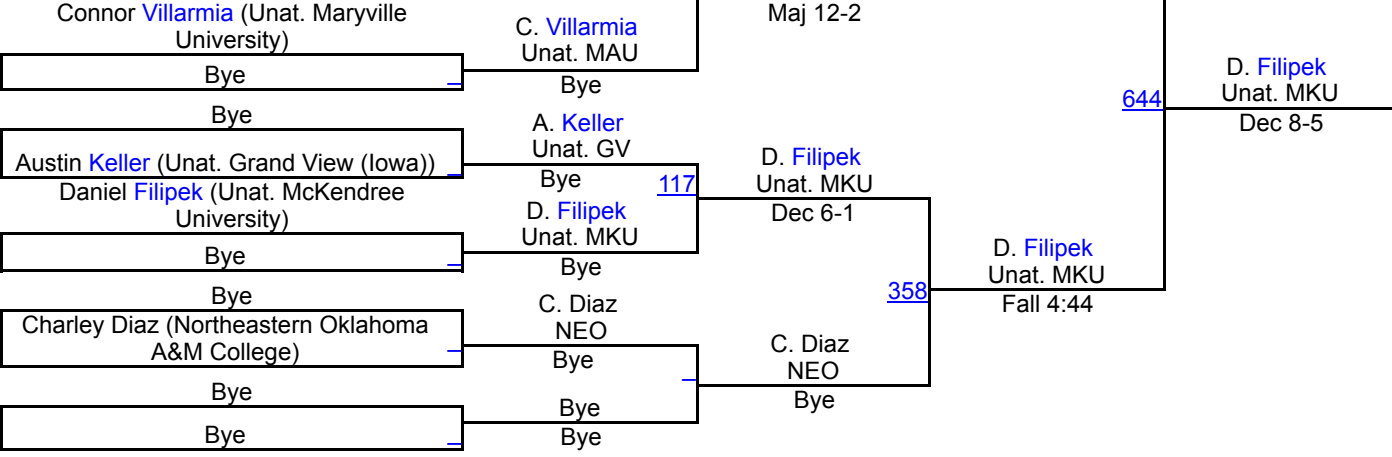 Connor Villarmia (Unat. Maryville
University)
Bye
Bye
Austin Keller (Unat. Grand View (Iowa))
Daniel Filipek (Unat. McKendree
University)
Bye
Bye
Charley Diaz (Northeastern Oklahoma
A&M College)
Bye
Bye
C. Villarmia
Unat. MAU
Bye
A. Keller
Unat. GV
Bye
117
D. Filipek
Unat. MKU
Bye
C. Diaz
NEO
Bye
Bye
Bye
Maj 12-2
D. Filipek
Unat. MKU
Dec 6-1
358
C. Diaz
NEO
Bye
644
D. Filipek
Unat. MKU
Fall 4:44
D. Filipek
Unat. MKU
Dec 8-5